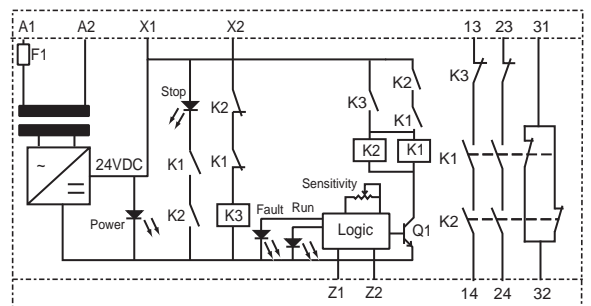 A1 A2 X1 X2 13 23 31
F1
K3
K2
Stop
K3
K2
K1
24VDC
K1
K1
K2
K1
K1
Sensitivity
K2
K3
Fault Run
Power
Logic
Q1
K2
Z1 Z2 14 24 32
~